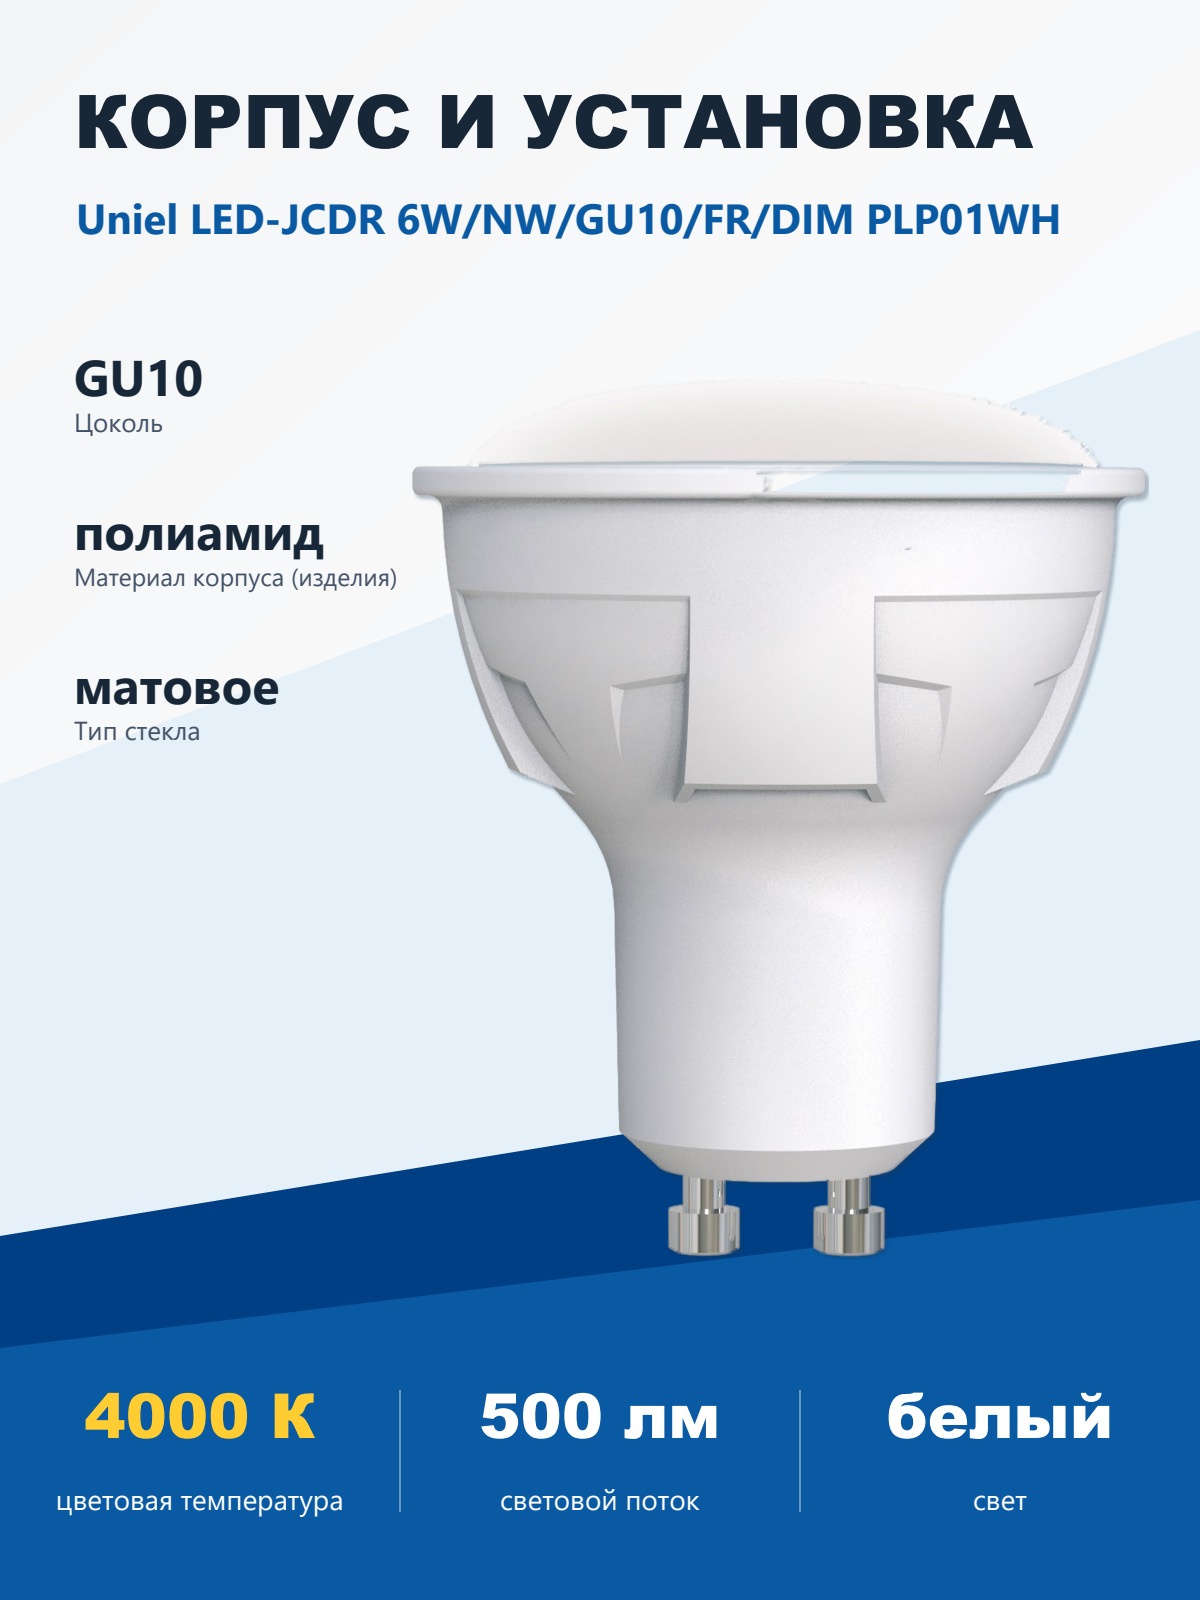 КОРПУС И УСТАНОВКА
Uniel LED-JCDR 6W/NW/GU10/FR/DIM PLP01WH
GU10
Цоколь
полиамид
Материал корпуса (изделия)
матовое
Тип стекла
4000 К
цветовая температура
500 лм
световой поток
белый
свет